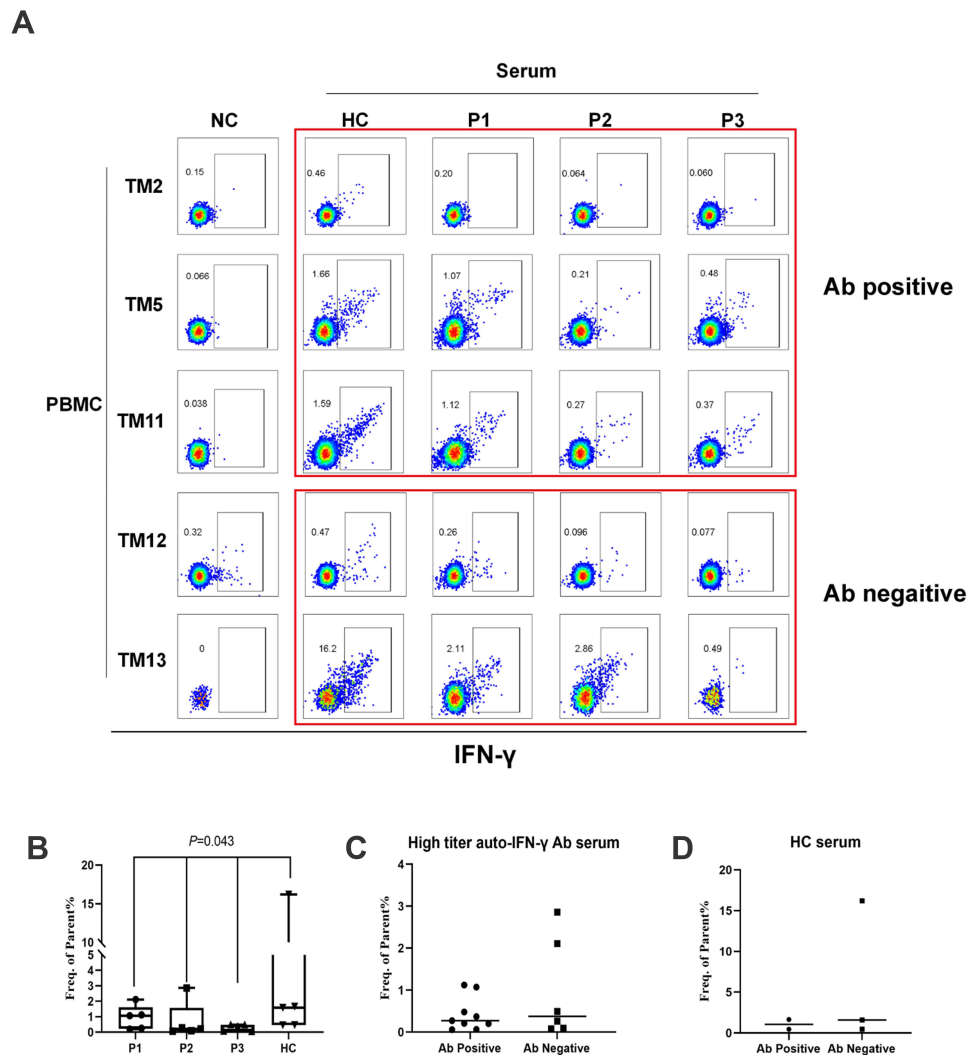 A
Serum
NC HC P1 P2 P3
TM2 0.15 0.46 0.20 0.064 0.060
TM5 0.066 1.66 1.07 0.21 0.48
Ab positive
PBMC
TM11 0.038 1.59 1.12 0.27 0.37
TM12 0.32 0.47 0.26 0.096 0.077
Ab negaitive
TM13 0 16.2 2.11 2.86 0.49
IFN-γ
B
P=0.043
Freq. of Parent%
20
15
10
5
4
3
2
1
0
P1 P2 P3 HC
C
High titer auto-IFN-γ Ab serum
Freq. of Parent%
4
3
2
1
0
Ab Positive Ab Negative
D
HC serum
Freq. of Parent%
20
15
10
5
0
Ab Positive Ab Negative